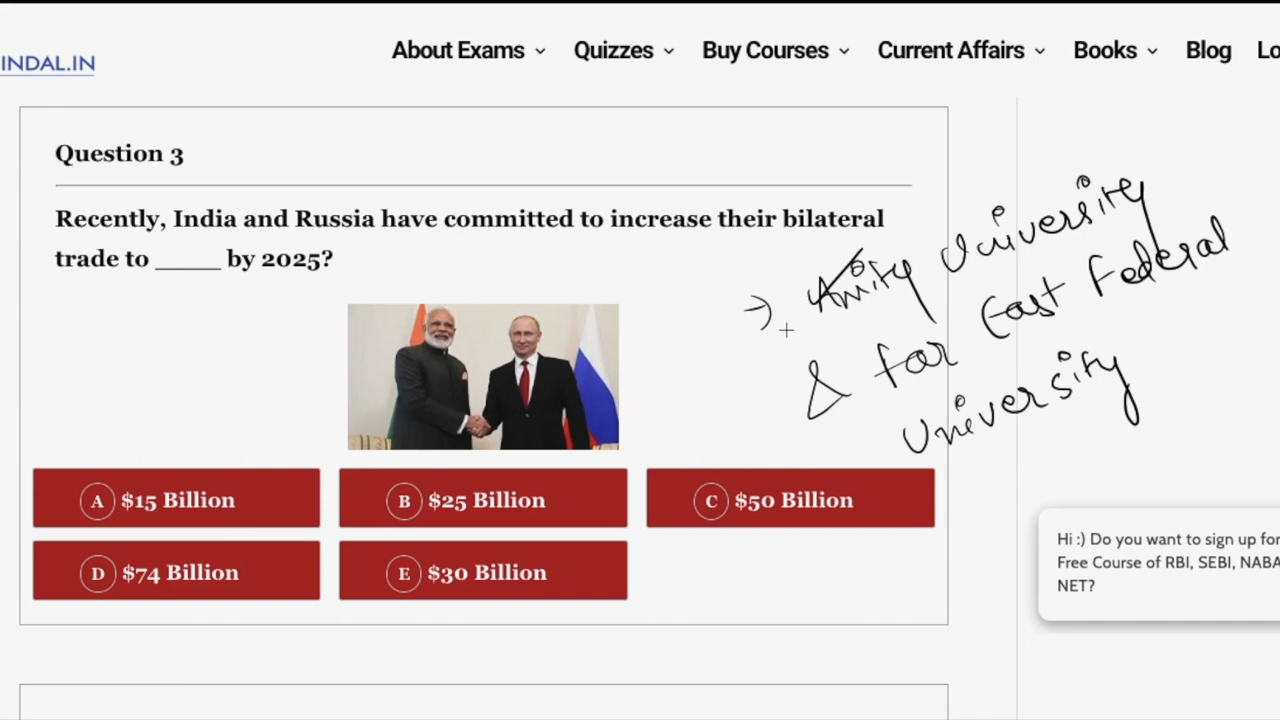 INDAL.IN
About Exams
Quizzes
Buy Courses
Current Affairs
Books
Blog
Lo
Question 3
Recently, India and Russia have committed to increase their bilateral
trade to ____ by 2025?
A $15 Billion
B $25 Billion
C $50 Billion
D $74 Billion
E $30 Billion
→ Amity University
& far East Federal
University
Hi :) Do you want to sign up for
Free Course of RBI, SEBI, NABA
NET?